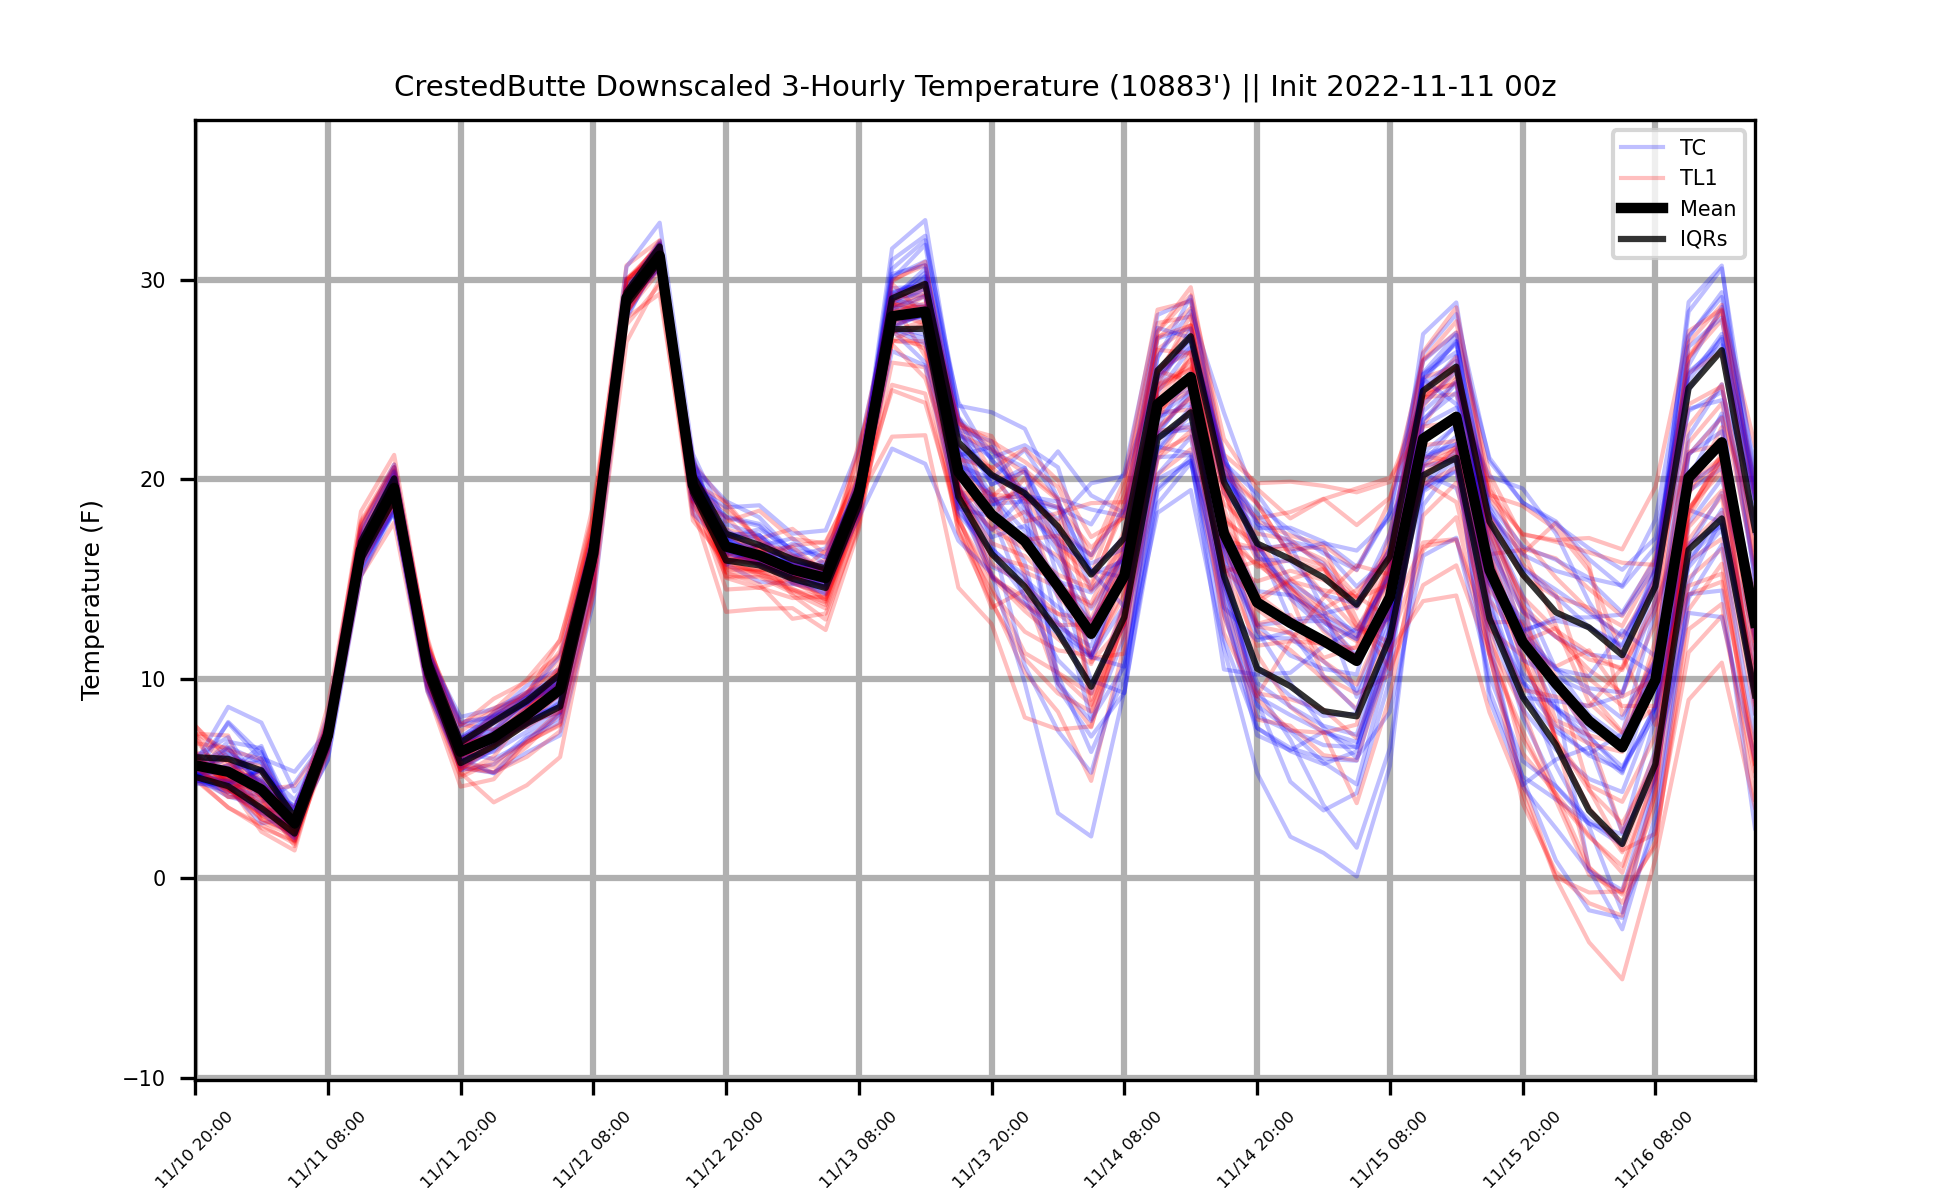 CrestedButte Downscaled 3-Hourly Temperature (10883') || Init 2022-11-11 00z
TC
TL1
Mean
IQRs
Temperature (F)
30
20
10
0
−10
11/10 20:00
11/11 08:00
11/11 20:00
11/12 08:00
11/12 20:00
11/13 08:00
11/13 20:00
11/14 08:00
11/14 20:00
11/15 08:00
11/15 20:00
11/16 08:00